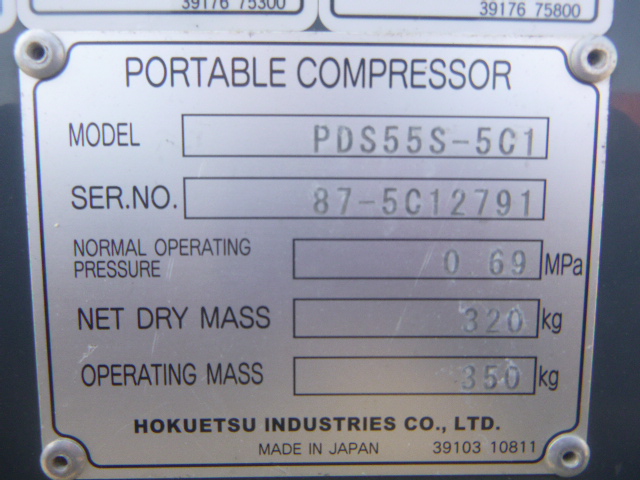 39176 75300
39176 75800
PORTABLE COMPRESSOR
MODEL PDS55S-5C1
SER.NO. 87-5C12791
NORMAL OPERATING
PRESSURE 0 69 MPa
NET DRY MASS 320 kg
OPERATING MASS 350 kg
HOKUETSU INDUSTRIES CO., LTD.
MADE IN JAPAN 39103 10811